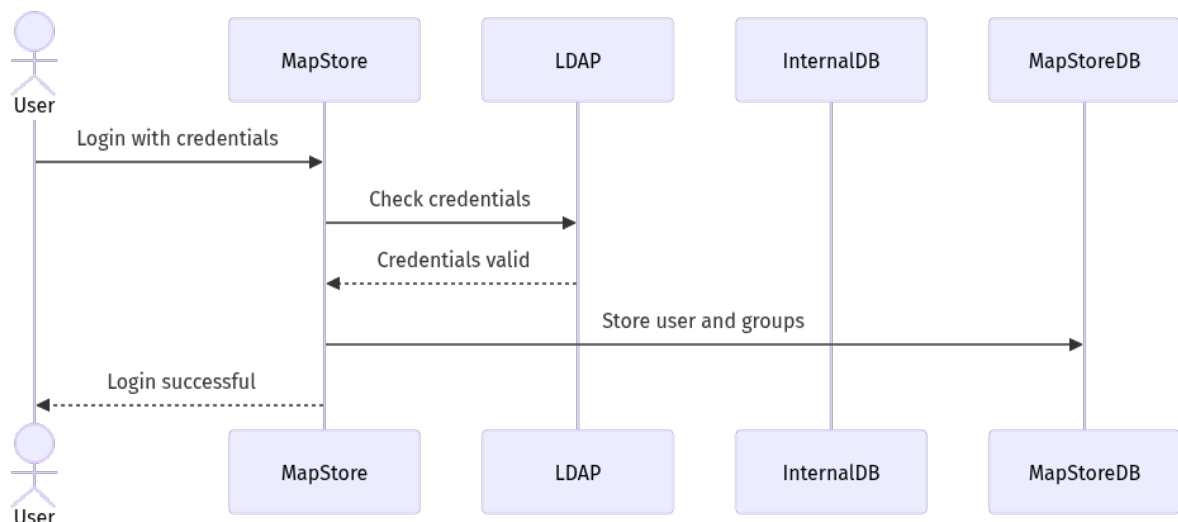 MapStore
LDAP
InternalDB
MapStoreDB
User
Login with credentials
Check credentials
Credentials valid
Store user and groups
Login successful
MapStore
LDAP
InternalDB
MapStoreDB
User